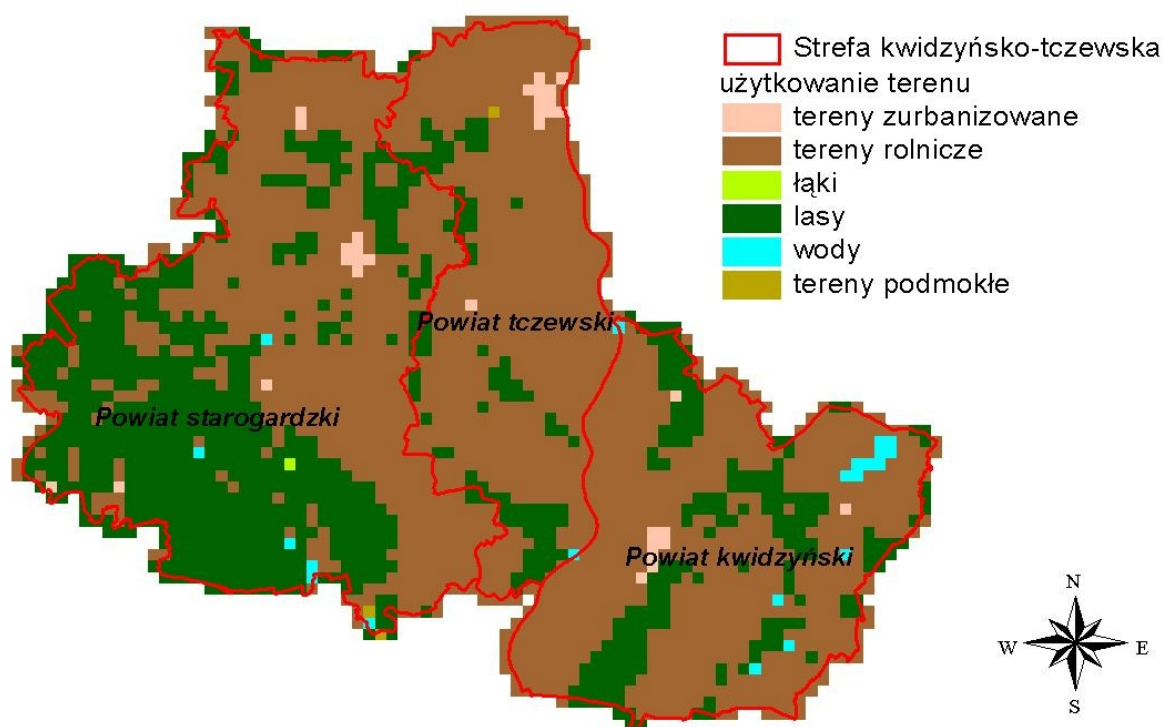 Strefa kwidzyńsko-tczewska
użytkowanie terenu
tereny zurbanizowane
tereny rolnicze
łąki
lasy
wody
tereny podmokłe
Powiat tczewski
Powiat starogardzki
Powiat kwidzyński
N
W
E
S